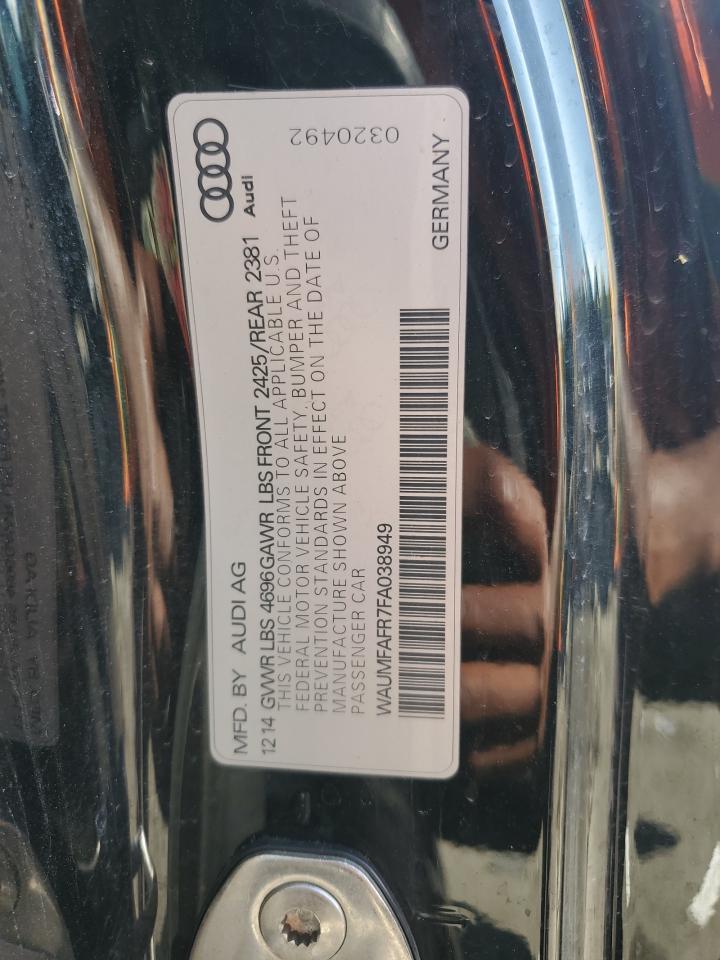 MFD. BY AUDI AG
Audi
12 14 GVWR LBS 4696 GAWR LBS FRONT 2425/REAR 2381
THIS VEHICLE CONFORMS TO ALL APPLICABLE U.S.
FEDERAL MOTOR VEHICLE SAFETY, BUMPER AND THEFT
PREVENTION STANDARDS IN EFFECT ON THE DATE OF
MANUFACTURE SHOWN ABOVE
PASSENGER CAR
0320492
WAUMFAFR7FA038949
GERMANY